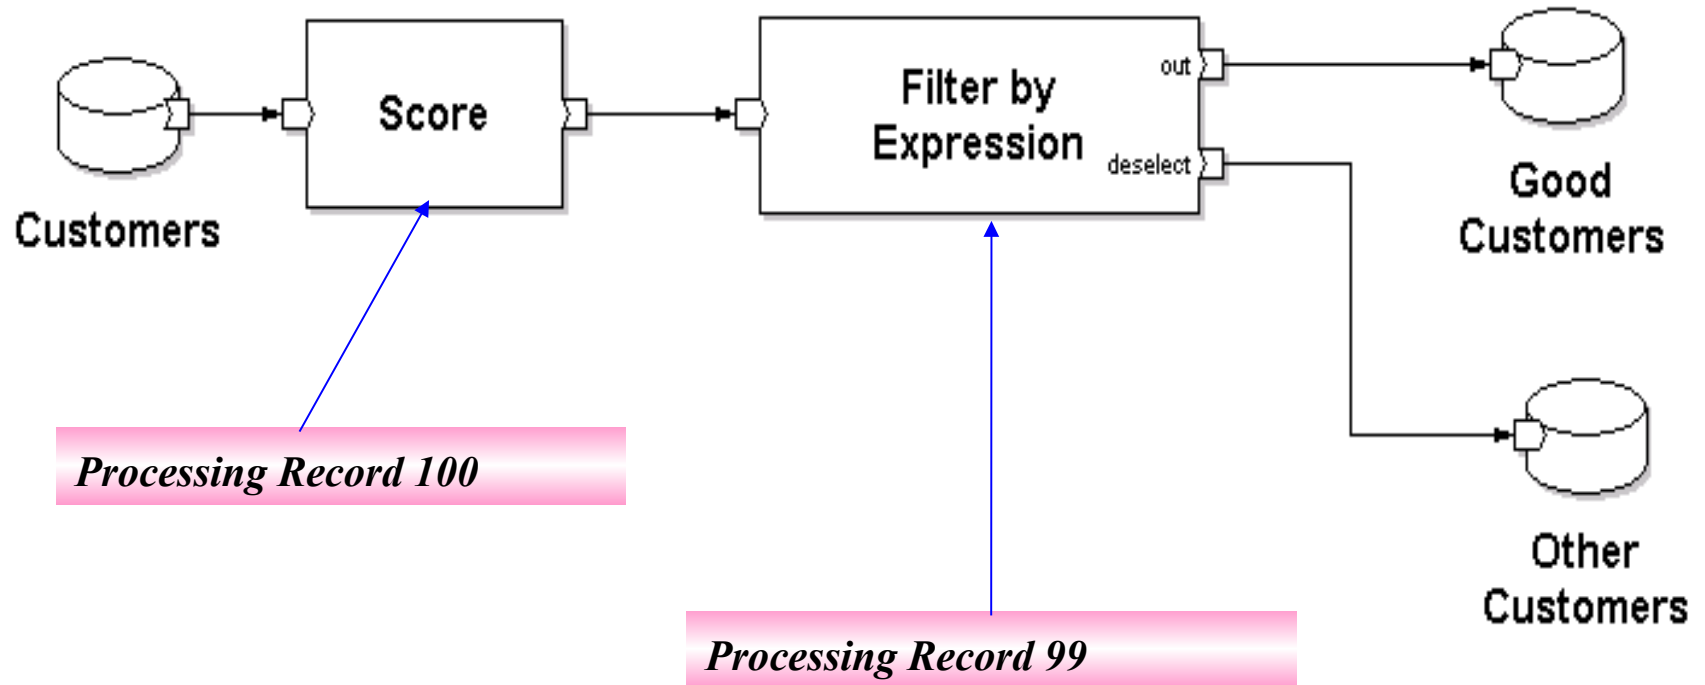 Customers
Score
Filter by
Expression
out
deselect
Good
Customers
Other
Customers
Processing Record 100
Processing Record 99